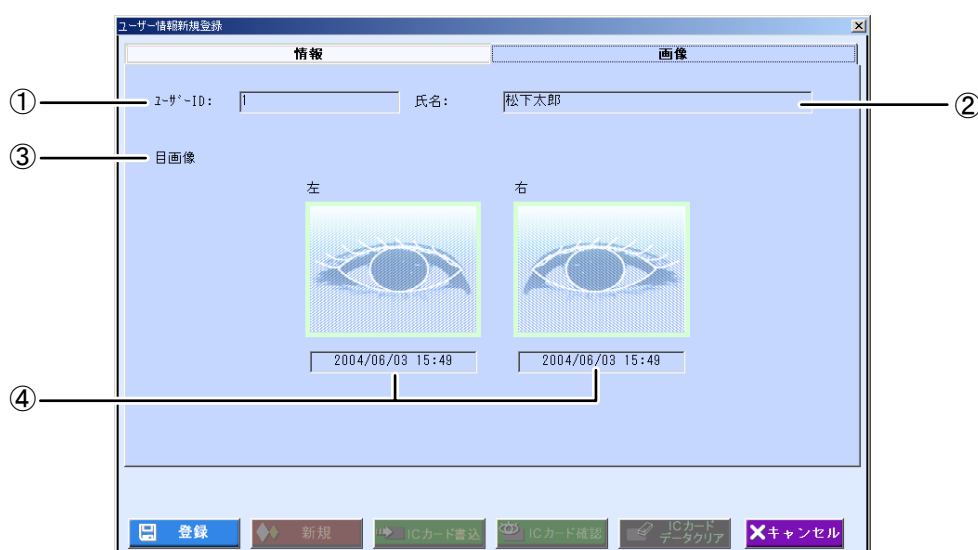 ユーザー情報新規登録
情報 画像
① ﾕｰｻﾞｰID: 1 氏名: 松下太郎 ②
③ 目画像
左 右
2004/06/03 15:49 2004/06/03 15:49
④
登録 新規 ICカード書込 ICカード確認 ICカード データクリア キャンセル